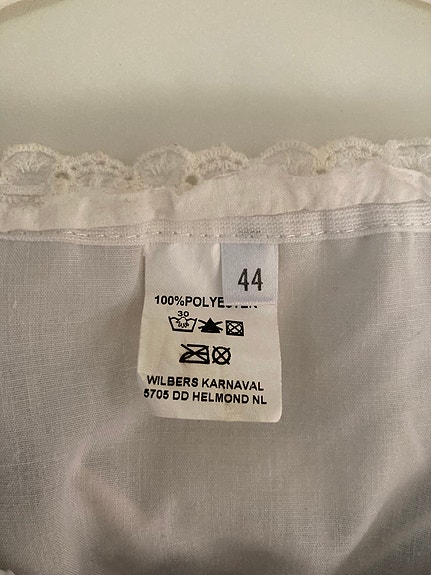 44
100%POLYESTER
30
WILBERS KARNAVAL
5705 DD HELMOND NL